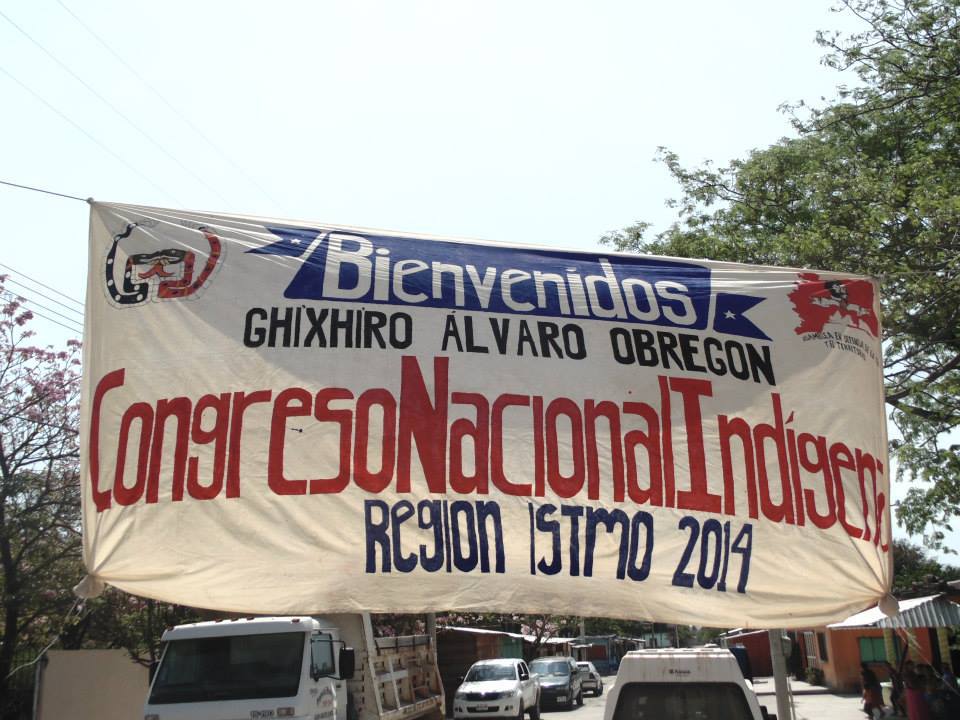 Bienvenidos
GHIXHIRO ÁLVARO OBREGON
CongresoNacionalIndígena
Region ISTMO 2014